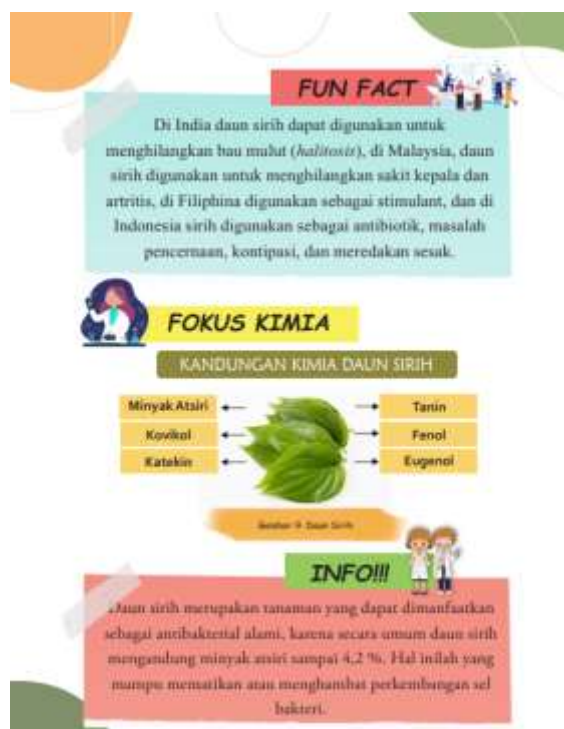 FUN FACT
Di India daun sirih dapat digunakan untuk
menghilangkan bau mulut (halitosis), di Malaysia, daun
sirih digunakan untuk menghilangkan sakit kepala dan
artritis, di Filiphina digunakan sebagai stimulant, dan di
Indonesia sirih digunakan sebagai antibiotik, masalah
pencernaan, kontipasi, dan meredakan sesak.
FOKUS KIMIA
KANDUNGAN KIMIA DAUN SIRIH
Minyak Atsiri
Tanin
Kovikol
Fenol
Katekin
Eugenol
Gambar 9. Daun Sirih
INFO!!!
Daun sirih merupakan tanaman yang dapat dimanfaatkan
sebagai antibakterial alami, karena secara umum daun sirih
mengandung minyak atsiri sampai 4,2 %. Hal inilah yang
mampu mematikan atau menghambat perkembangan sel
bakteri.